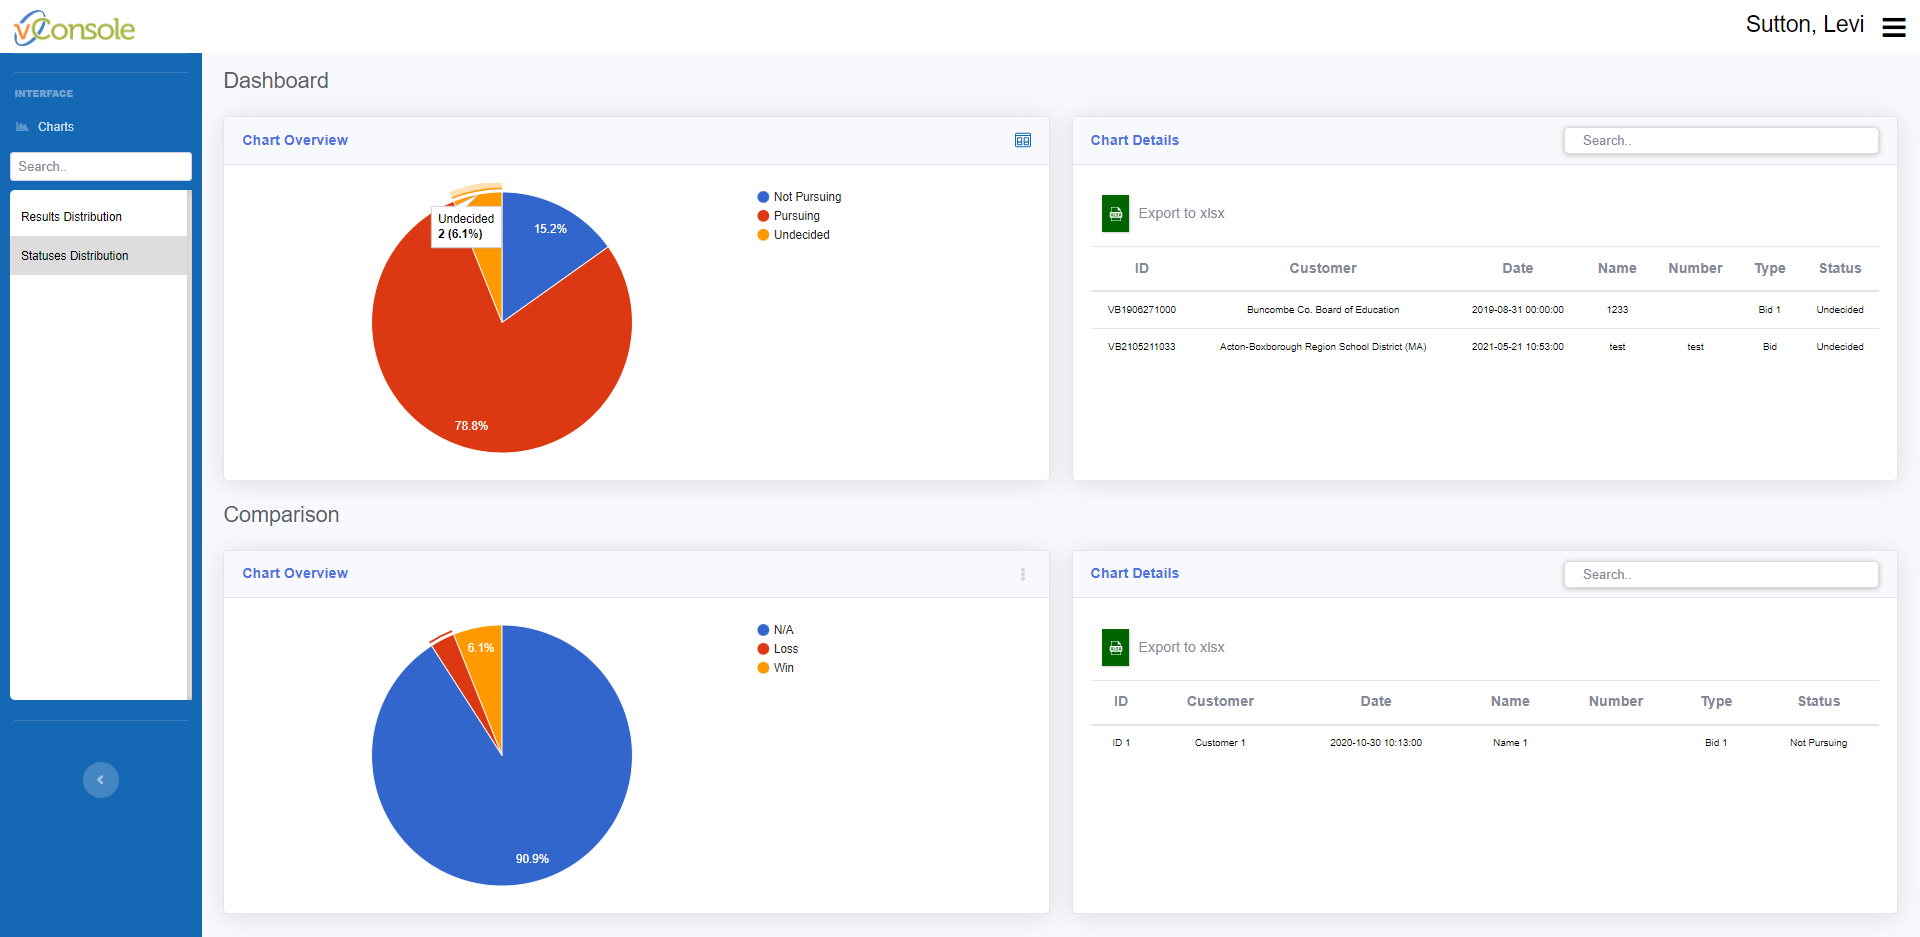 vConsole
Sutton, Levi
INTERFACE
Charts
Search..
Results Distribution
Statuses Distribution
Dashboard
Chart Overview
Undecided
2 (6.1%)
15.2%
78.8%
Not Pursuing
Pursuing
Undecided
Chart Details
Search..
XLSX
Export to xlsx
ID Customer Date Name Number Type Status
VB1906271000 Buncombe Co. Board of Education 2019-08-31 00:00:00 1233 Bid 1 Undecided
VB2105211033 Acton-Boxborough Region School District (MA) 2021-05-21 10:53:00 test test Bid Undecided
Comparison
Chart Overview
6.1%
90.9%
N/A
Loss
Win
Chart Details
Search..
XLSX
Export to xlsx
ID Customer Date Name Number Type Status
ID 1 Customer 1 2020-10-30 10:13:00 Name 1 Bid 1 Not Pursuing